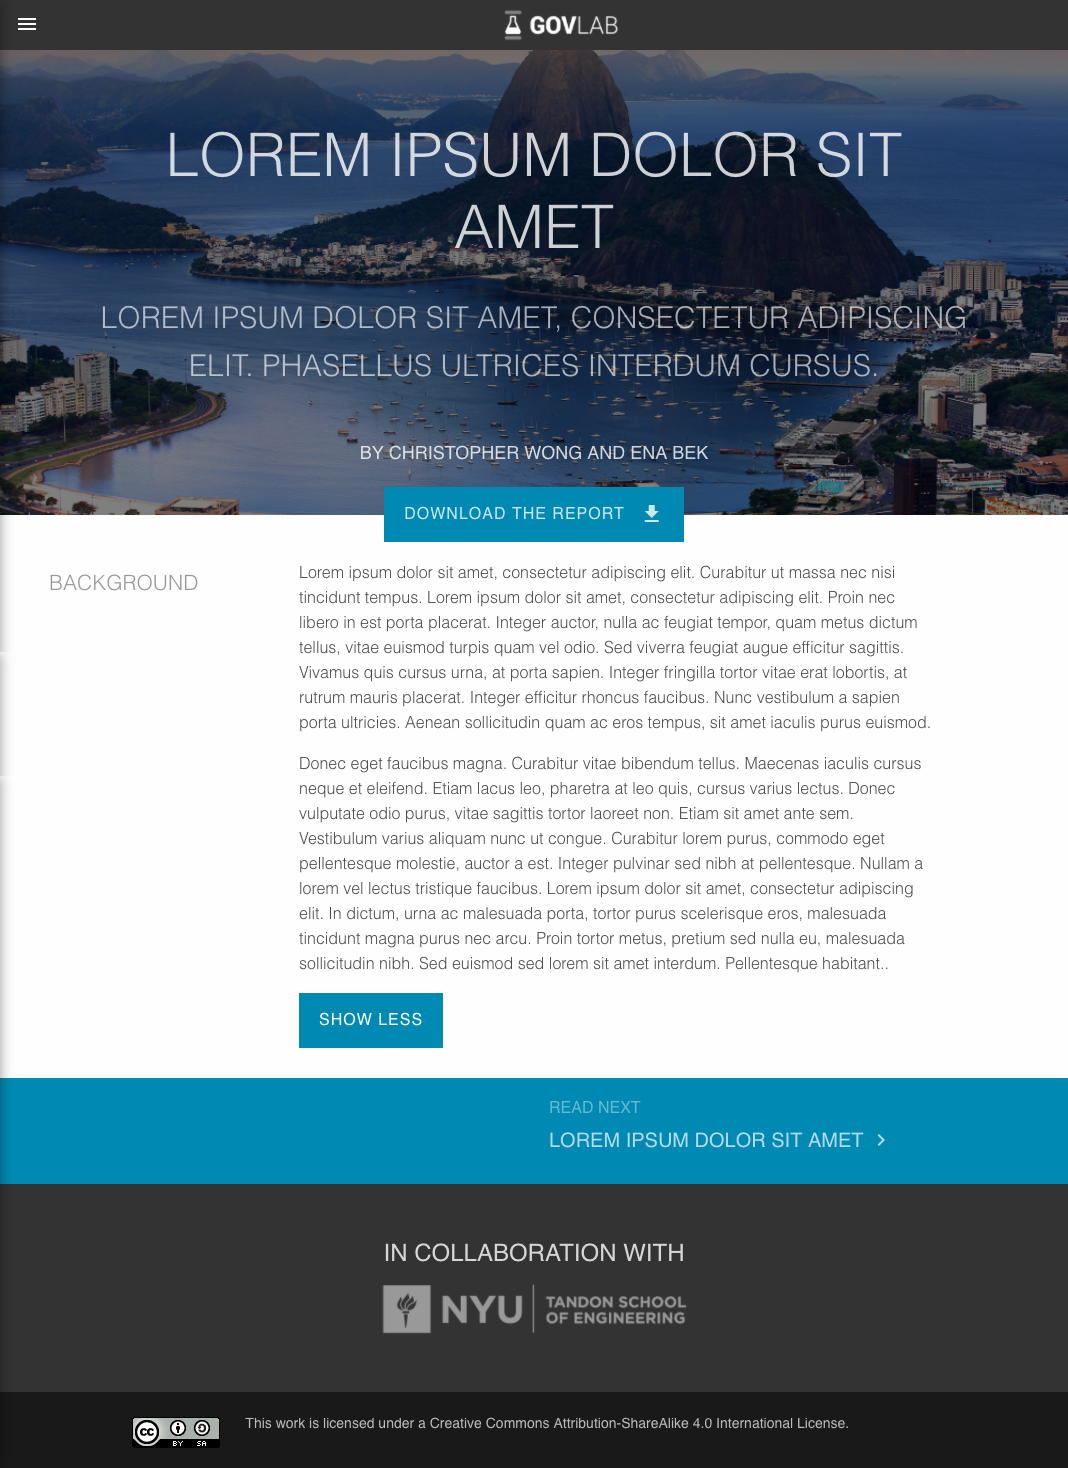 GOVLAB
LOREM IPSUM DOLOR SIT
AMET
LOREM IPSUM DOLOR SIT AMET, CONSECTETUR ADIPISCING
ELIT. PHASELLUS ULTRICES INTERDUM CURSUS.
BY CHRISTOPHER WONG AND ENA BEK
DOWNLOAD THE REPORT
BACKGROUND
Lorem ipsum dolor sit amet, consectetur adipiscing elit. Curabitur ut massa nec nisi
tincidunt tempus. Lorem ipsum dolor sit amet, consectetur adipiscing elit. Proin nec
libero in est porta placerat. Integer auctor, nulla ac feugiat tempor, quam metus dictum
tellus, vitae euismod turpis quam vel odio. Sed viverra feugiat augue efficitur sagittis.
Vivamus quis cursus urna, at porta sapien. Integer fringilla tortor vitae erat lobortis, at
rutrum mauris placerat. Integer efficitur rhoncus faucibus. Nunc vestibulum a sapien
porta ultricies. Aenean sollicitudin quam ac eros tempus, sit amet iaculis purus euismod.
Donec eget faucibus magna. Curabitur vitae bibendum tellus. Maecenas iaculis cursus
neque et eleifend. Etiam lacus leo, pharetra at leo quis, cursus varius lectus. Donec
vulputate odio purus, vitae sagittis tortor laoreet non. Etiam sit amet ante sem.
Vestibulum varius aliquam nunc ut congue. Curabitur lorem purus, commodo eget
pellentesque molestie, auctor a est. Integer pulvinar sed nibh at pellentesque. Nullam a
lorem vel lectus tristique faucibus. Lorem ipsum dolor sit amet, consectetur adipiscing
elit. In dictum, urna ac malesuada porta, tortor purus scelerisque eros, malesuada
tincidunt magna purus nec arcu. Proin tortor metus, pretium sed nulla eu, malesuada
sollicitudin nibh. Sed euismod sed lorem sit amet interdum. Pellentesque habitant..
SHOW LESS
READ NEXT
LOREM IPSUM DOLOR SIT AMET
IN COLLABORATION WITH
NYU TANDON SCHOOL
OF ENGINEERING
cc BY SA
This work is licensed under a Creative Commons Attribution-ShareAlike 4.0 International License.